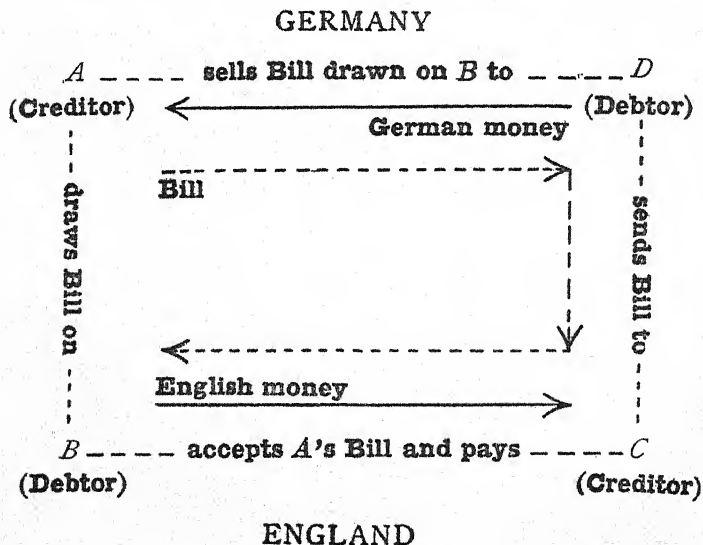 GERMANY
A ---- sells Bill drawn on B to ---- D
(Creditor) (Debtor)
German money
Bill
draws Bill on
sends Bill to
English money
B ---- accepts A's Bill and pays ---- C
(Debtor) (Creditor)
ENGLAND